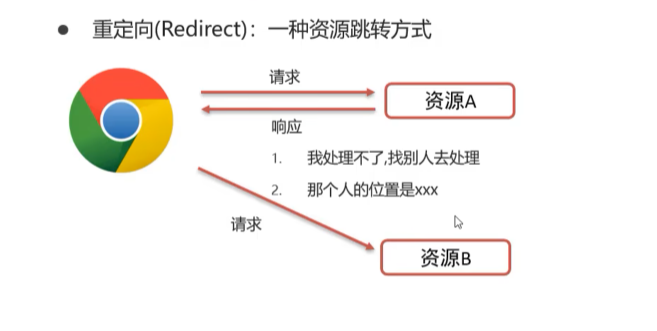 ● 重定向(Redirect)：一种资源跳转方式
请求
资源A
响应
1. 我处理不了,找别人去处理
2. 那个人的位置是xxx
请求
资源B